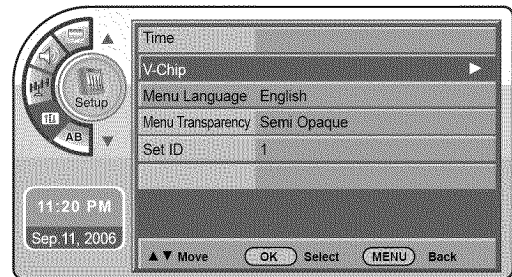 Setup
AB
11:20 PM
Sep.11, 2006
Time
V-Chip
Menu Language English
Menu Transparency Semi Opaque
Set ID 1
▲▼ Move OK Select MENU Back